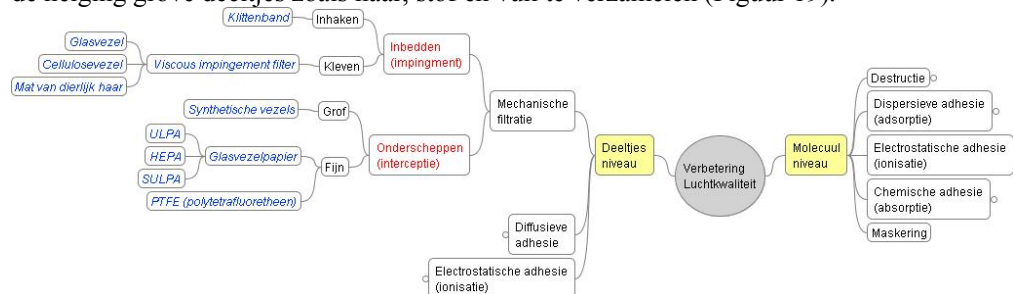 de neiging grove deeltjes zoals haar, stof en vuil te verzamelen (Figuur 19).
Klittenband
Inhaken
Inbedden
(impingment)
Glasvezel
Cellulosevezel
Mat van dierlijk haar
Viscous impingement filter
Kleven
Synthetische vezels
Grof
Onderscheppen
(interceptie)
ULPA
HEPA
SULPA
Glasvezelpapier
Fijn
PTFE (polytetrafluoretheen)
Mechanische
filtratie
Deeltjes
niveau
Diffusieve
adhesie
Electrostatische adhesie
(ionisatie)
Verbetering
Luchtkwaliteit
Molecuul
niveau
Destructie
Dispersieve adhesie
(adsorptie)
Electrostatische adhesie
(ionisatie)
Chemische adhesie
(absorptie)
Maskering